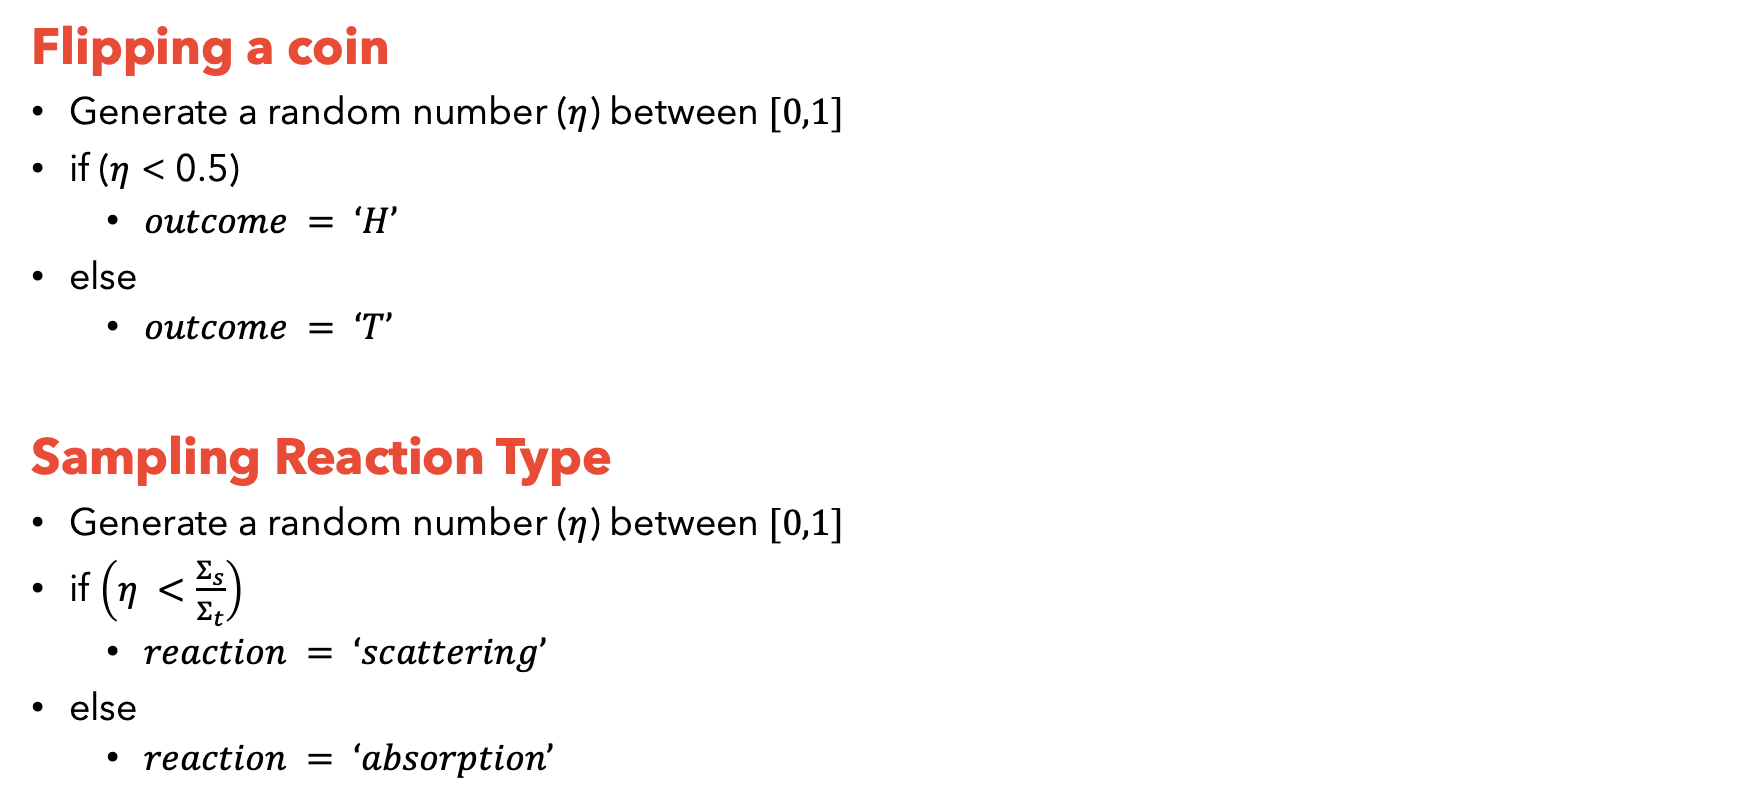 Flipping a coin
• Generate a random number (η) between [0,1]
• if (η < 0.5)
• outcome = ‘H’
• else
• outcome = ‘T’
Sampling Reaction Type
• Generate a random number (η) between [0,1]
• if (η < Σs/Σt)
• reaction = ‘scattering’
• else
• reaction = ‘absorption’